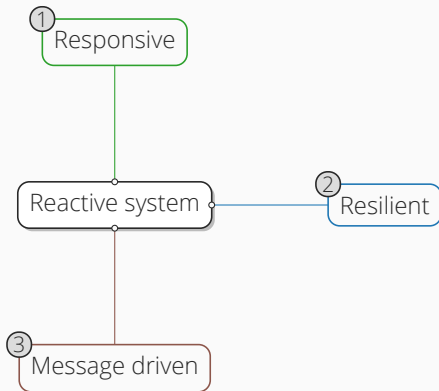 1
Responsive
Reactive system
2
Resilient
3
Message driven